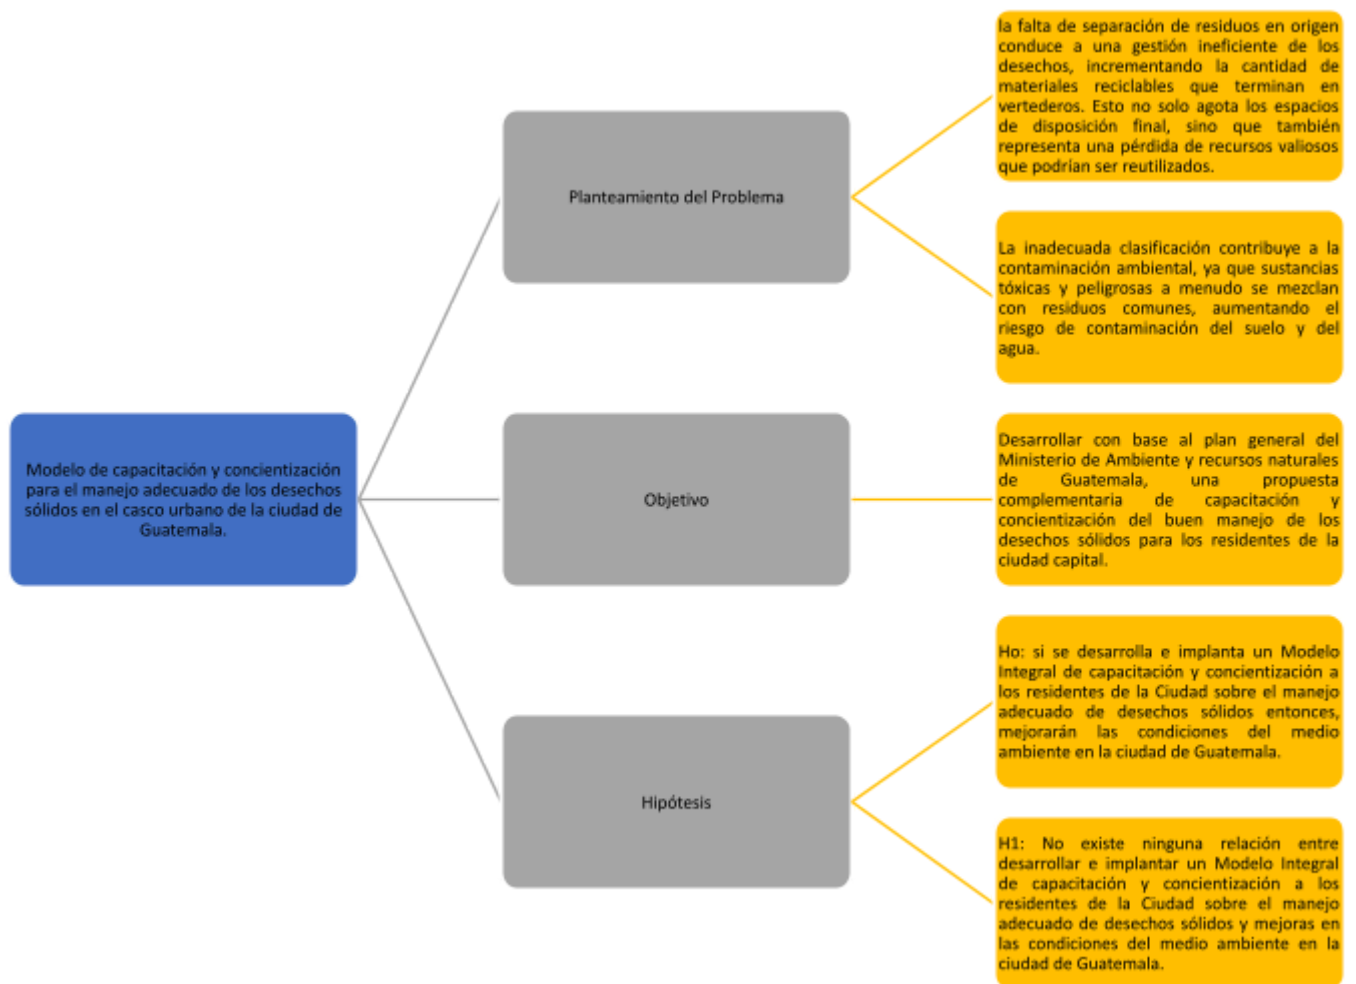 Modelo de capacitación y concientización
para el manejo adecuado de los desechos
sólidos en el casco urbano de la ciudad de
Guatemala.
Planteamiento del Problema
la falta de separación de residuos en origen
conduce a una gestión ineficiente de los
desechos, incrementando la cantidad de
materiales reciclables que terminan en
vertederos. Esto no solo agota los espacios
de disposición final, sino que también
representa una pérdida de recursos valiosos
que podrían ser reutilizados.
La inadecuada clasificación contribuye a la
contaminación ambiental, ya que sustancias
tóxicas y peligrosas a menudo se mezclan
con residuos comunes, aumentando el
riesgo de contaminación del suelo y del
agua.
Objetivo
Desarrollar con base al plan general del
Ministerio de Ambiente y recursos naturales
de Guatemala, una propuesta
complementaria de capacitación y
concientización del buen manejo de los
desechos sólidos para los residentes de la
ciudad capital.
Hipótesis
Ho: si se desarrolla e implanta un Modelo
Integral de capacitación y concientización a
los residentes de la Ciudad sobre el manejo
adecuado de desechos sólidos entonces,
mejorarán las condiciones del medio
ambiente en la ciudad de Guatemala.
H1: No existe ninguna relación entre
desarrollar e implantar un Modelo Integral
de capacitación y concientización a los
residentes de la Ciudad sobre el manejo
adecuado de desechos sólidos y mejoras en
las condiciones del medio ambiente en la
ciudad de Guatemala.